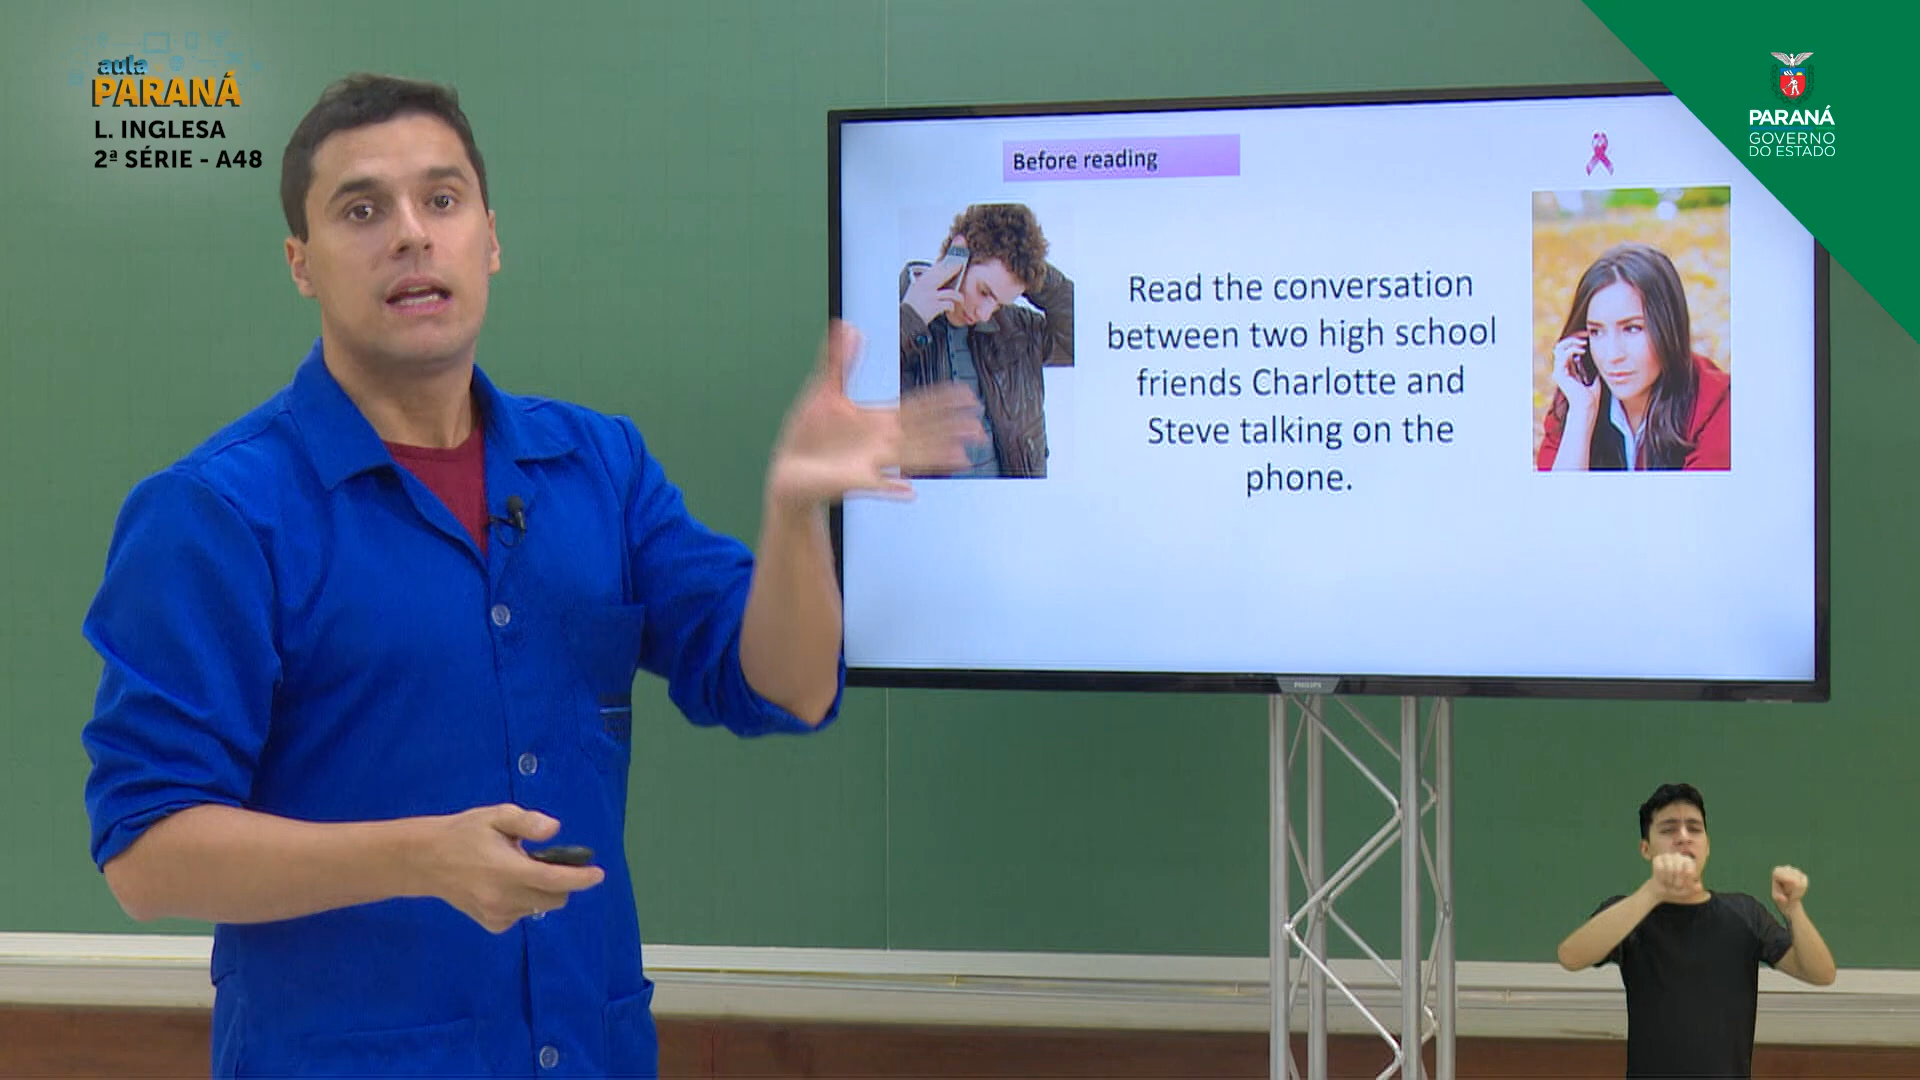 aula
PARANÁ
L. INGLESA
2ª SÉRIE - A48
Before reading
Read the conversation
between two high school
friends Charlotte and
Steve talking on the
phone.
PHILIPS
PARANÁ
GOVERNO
DO ESTADO